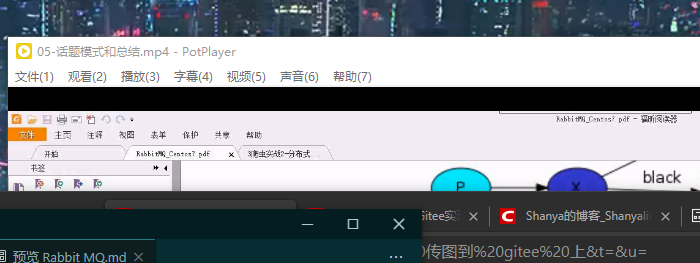 05-话题模式和总结.mp4 - PotPlayer
文件(1) 观看(2) 播放(3) 字幕(4) 视频(5) 声音(6) 帮助(7)
RabbitMQ_Centos7.pdf - 福昕阅读器
文件 主页 注释 视图 表单 保护 共享 帮助
开始 RabbitMQ_Centos7.pdf × 3爬虫实战2-分布式
书签
P X black
Gitee实 × Shanya的博客_Shanyalin
预览 Rabbit MQ.md ×
0传图到%20gitee%20上&t=&u=